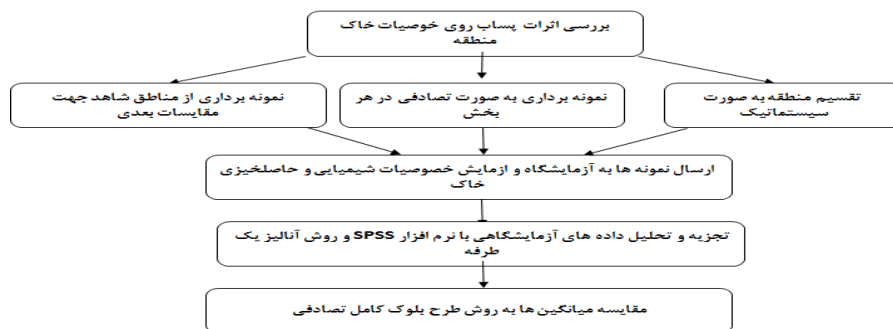 بررسی اثرات پساب روی خوصیات خاک
منطقه
تقسیم منطقه به صورت
سیستماتیک
نمونه برداری به صورت تصادفی در هر
بخش
نمونه برداری از مناطق شاهد جهت
مقایسات بعدی
ارسال نمونه ها به آزمایشگاه و ازمایش خصوصیات شیمیایی و حاصلخیزی
خاک
تجزیه و تحلیل داده های آزمایشگاهی با نرم افزار SPSS و روش آنالیز یک
طرفه
مقایسه میانگین ها به روش طرح بلوک کامل تصادفی